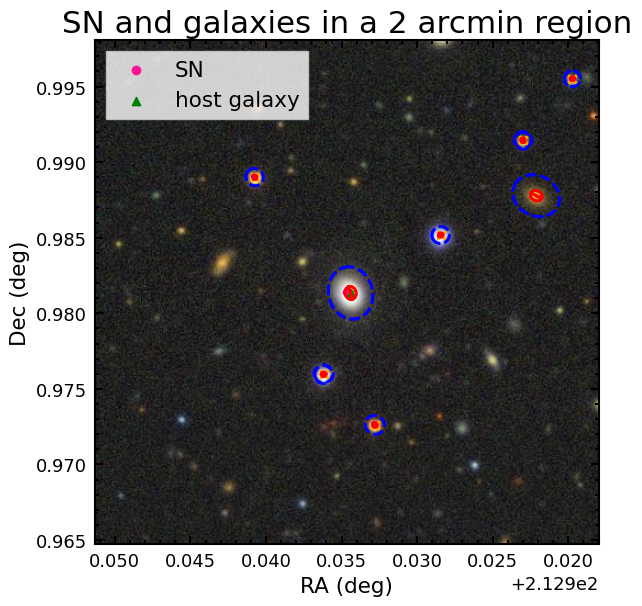 SN and galaxies in a 2 arcmin region
SN
host galaxy
0.995
0.990
0.985
0.980
0.975
0.970
0.965
Dec (deg)
0.050 0.045 0.040 0.035 0.030 0.025 0.020
RA (deg)
+2.129e2